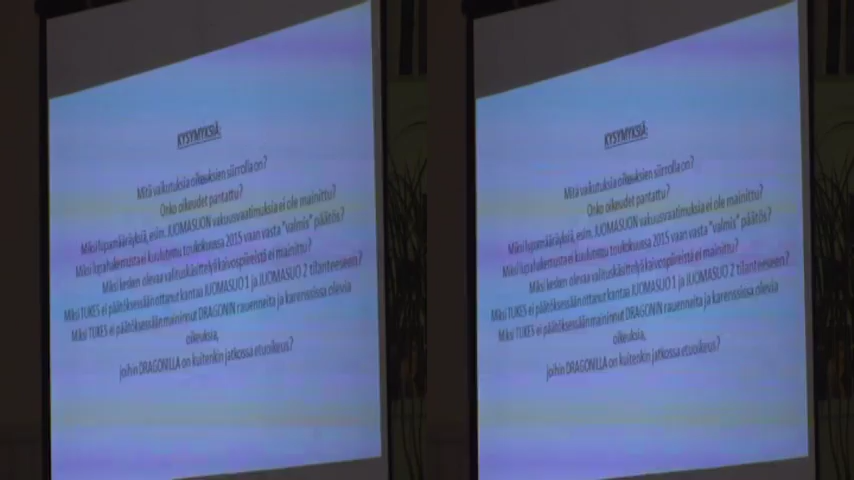 KYSYMYKSIÄ:
Mitä vaikutuksia oikeuksien siirrolla on?
Onko oikeudet pantattu?
Miksi lupamääräyksiä, esim. JUOMASUON vakuusvaatimuksia ei ole mainittu?
Miksi lupahakemusta ei kuulutettu toukokuussa 2015 vaan vasta "valmis" päätös?
Miksi kesken olevaa valituskäsittelyä kaivospiireistä ei mainittu?
Miksi TUKES ei päätöksessään ottanut kantaa JUOMASUO 1 ja JUOMASUO 2 tilanteeseen?
Miksi TUKES ei päätöksessään maininnut DRAGONIN rauenneita ja karenssissa olevia
oikeuksia,
joihin DRAGONILLA on kuitenkin jatkossa etuoikeus?
KYSYMYKSIÄ:
Mitä vaikutuksia oikeuksien siirrolla on?
Onko oikeudet pantattu?
Miksi lupamääräyksiä, esim. JUOMASUON vakuusvaatimuksia ei ole mainittu?
Miksi lupahakemusta ei kuulutettu toukokuussa 2015 vaan vasta "valmis" päätös?
Miksi kesken olevaa valituskäsittelyä kaivospiireistä ei mainittu?
Miksi TUKES ei päätöksessään ottanut kantaa JUOMASUO 1 ja JUOMASUO 2 tilanteeseen?
Miksi TUKES ei päätöksessään maininnut DRAGONIN rauenneita ja karenssissa olevia
oikeuksia,
joihin DRAGONILLA on kuitenkin jatkossa etuoikeus?